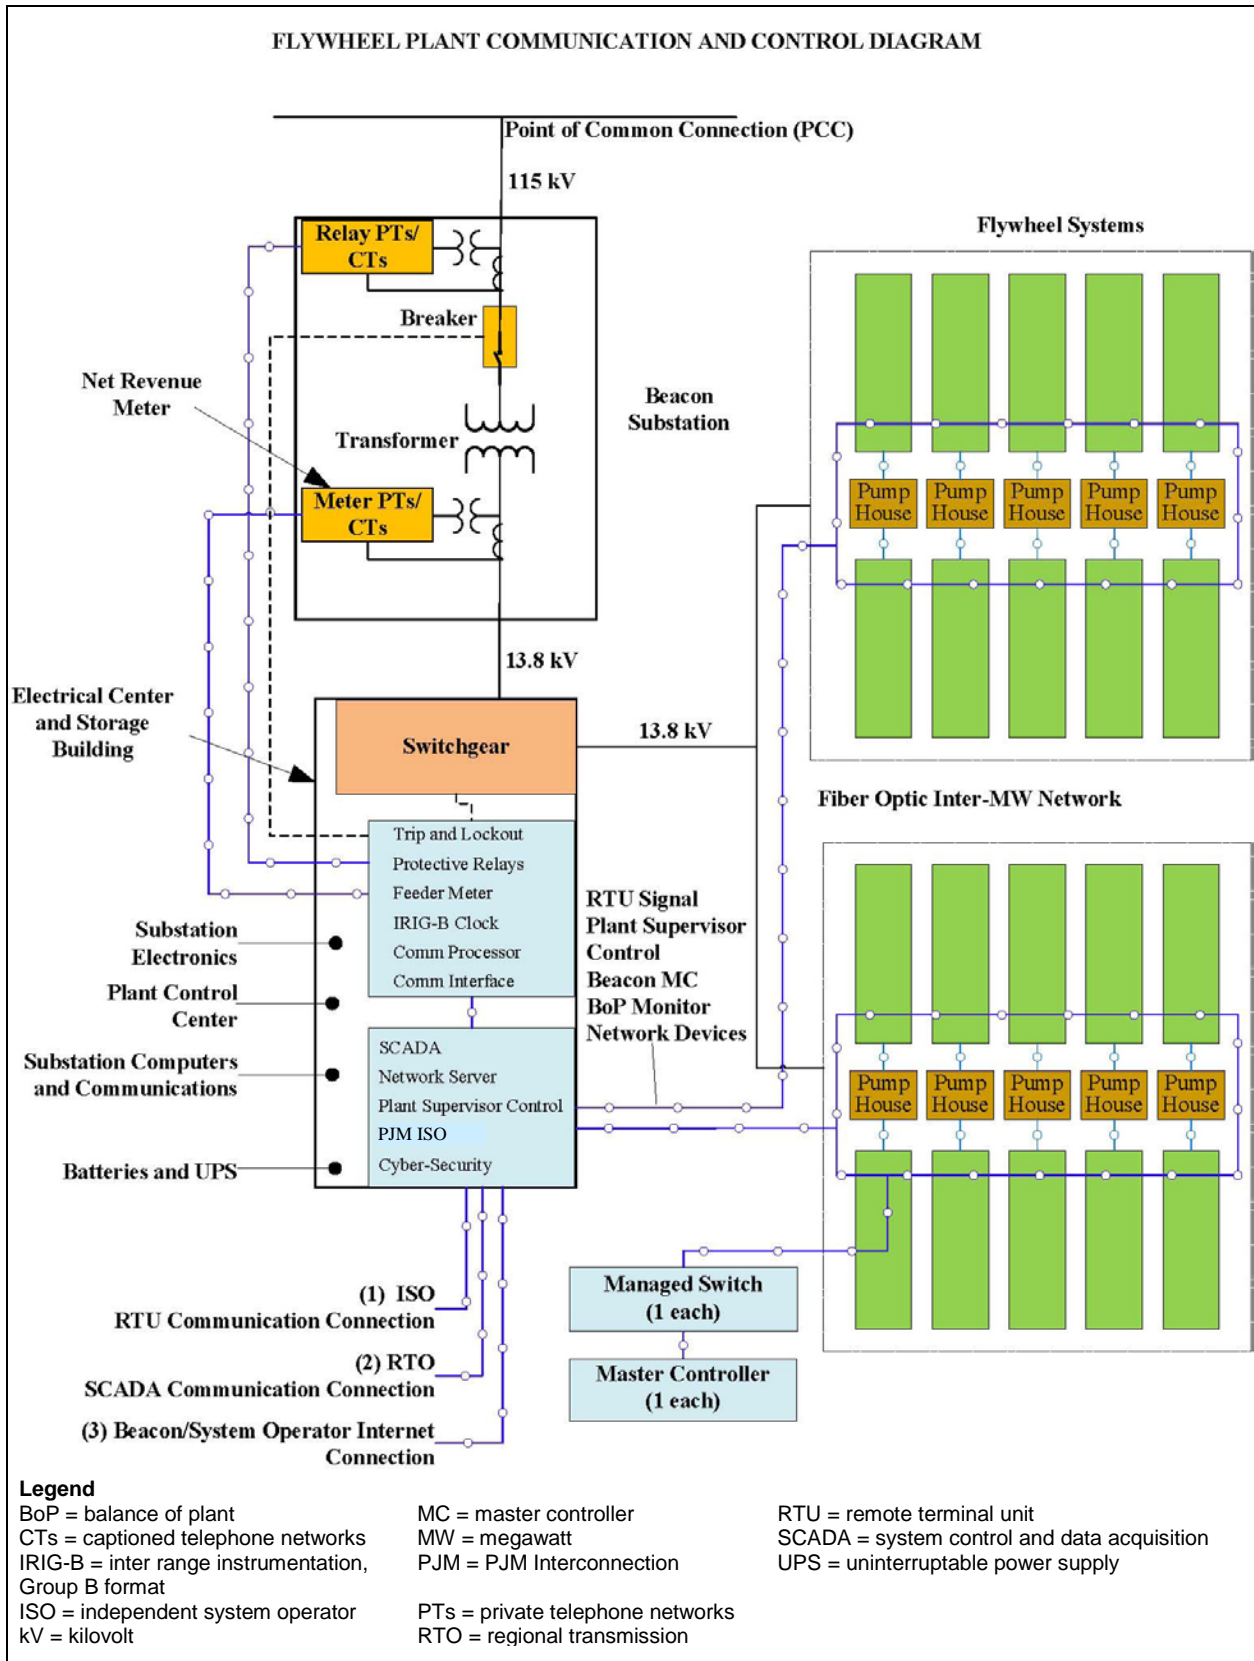 FLYWHEEL PLANT COMMUNICATION AND CONTROL DIAGRAM
Point of Common Connection (PCC)
115 kV
Relay PTs/
CTs
Breaker
Net Revenue
Meter
Transformer
Meter PTs/
CTs
Beacon
Substation
13.8 kV
Electrical Center
and Storage
Building
Switchgear
13.8 kV
Trip and Lockout
Protective Relays
Feeder Meter
IRIG-B Clock
Comm Processor
Comm Interface
Substation
Electronics
Plant Control
Center
Substation Computers
and Communications
Batteries and UPS
SCADA
Network Server
Plant Supervisor Control
PJM ISO
Cyber-Security
RTU Signal
Plant Supervisor
Control
Beacon MC
BoP Monitor
Network Devices
Flywheel Systems
Pump
House
Pump
House
Pump
House
Pump
House
Pump
House
Fiber Optic Inter-MW Network
Pump
House
Pump
House
Pump
House
Pump
House
Pump
House
Managed Switch
(1 each)
Master Controller
(1 each)
(1) ISO
RTU Communication Connection
(2) RTO
SCADA Communication Connection
(3) Beacon/System Operator Internet
Connection
Legend
BoP = balance of plant
CTs = captioned telephone networks
IRIG-B = inter range instrumentation,
Group B format
ISO = independent system operator
kV = kilovolt
MC = master controller
MW = megawatt
PJM = PJM Interconnection
PTs = private telephone networks
RTO = regional transmission
RTU = remote terminal unit
SCADA = system control and data acquisition
UPS = uninterruptable power supply